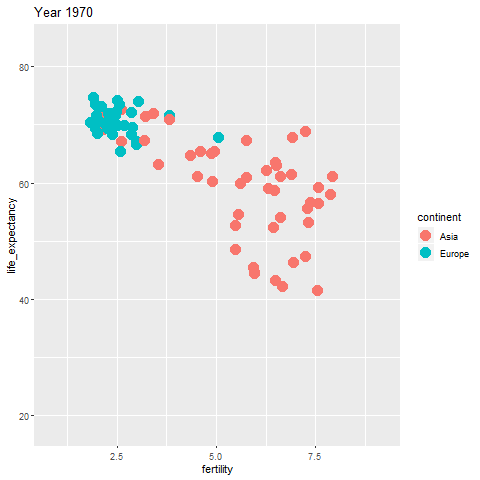 Year 1970
80
60
40
20
life_expectancy
2.5
5.0
7.5
fertility
continent
Asia
Europe